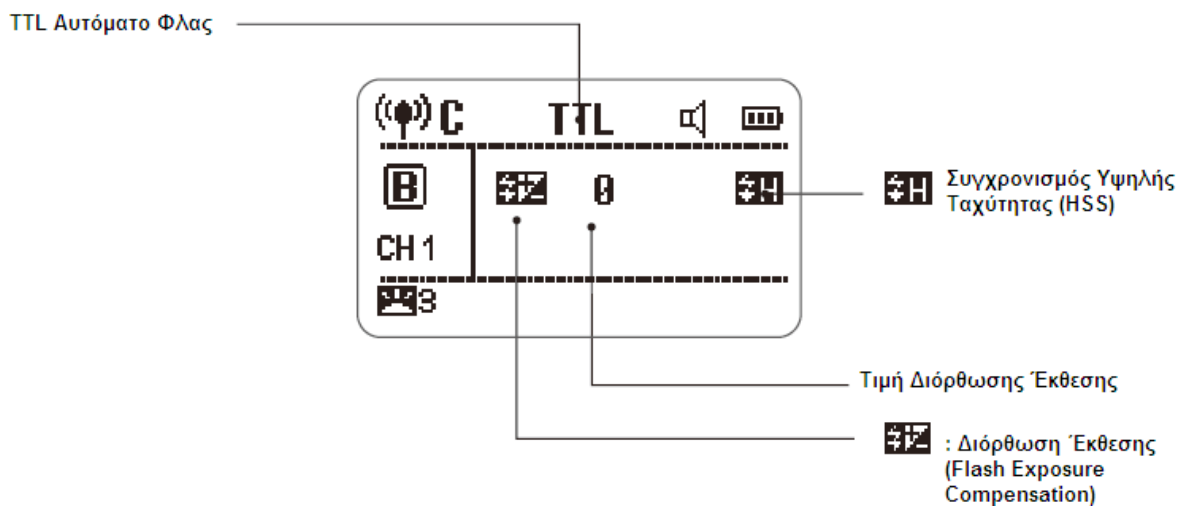 TTL Αυτόματο Φλας
C TTL
B 0 H
CH 1
3
H Συγχρονισμός Υψηλής
Ταχύτητας (HSS)
Τιμή Διόρθωσης Έκθεσης
: Διόρθωση Έκθεσης
(Flash Exposure
Compensation)